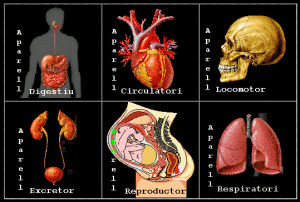 Aparell
Digestiu
Aparell
Circulatori
Aparell
Locomotor
Aparell
Excretor
Aparell
Reproductor
Aparell
Respiratori